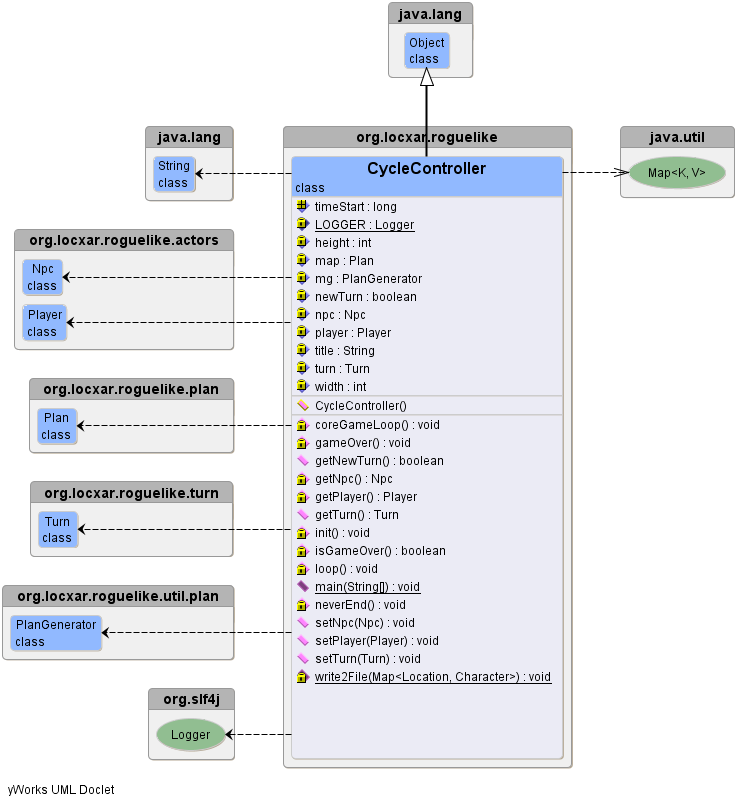 java.lang
Object
class
java.lang
String
class
org.locxar.roguelike
CycleController
class
timeStart : long
LOGGER : Logger
height : int
map : Plan
mg : PlanGenerator
newTurn : boolean
npc : Npc
player : Player
title : String
turn : Turn
width : int
CycleController()
coreGameLoop() : void
gameOver() : void
getNewTurn() : boolean
getNpc() : Npc
getPlayer() : Player
getTurn() : Turn
init() : void
isGameOver() : boolean
loop() : void
main(String[]) : void
neverEnd() : void
setNpc(Npc) : void
setPlayer(Player) : void
setTurn(Turn) : void
write2File(Map<Location, Character>) : void
java.util
Map<K, V>
org.locxar.roguelike.actors
Npc
class
Player
class
org.locxar.roguelike.plan
Plan
class
org.locxar.roguelike.turn
Turn
class
org.locxar.roguelike.util.plan
PlanGenerator
class
org.slf4j
Logger
yWorks UML Doclet